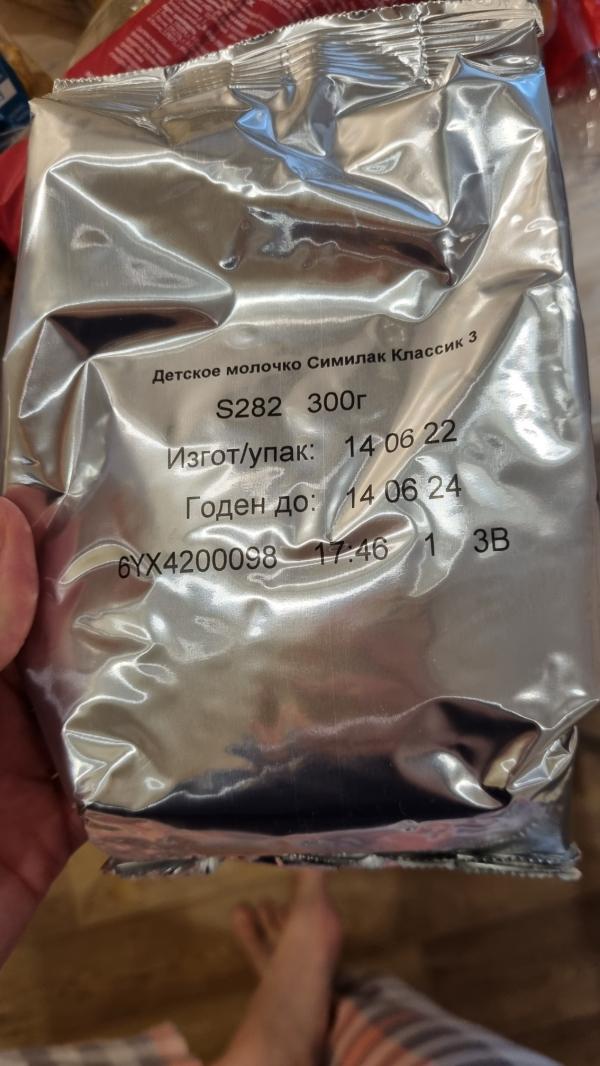 Детское молочко Симилак Классик 3
S282 300г
Изгот/упак: 14 06 22
Годен до: 14 06 24
6YX4200098 17:46 1 3B